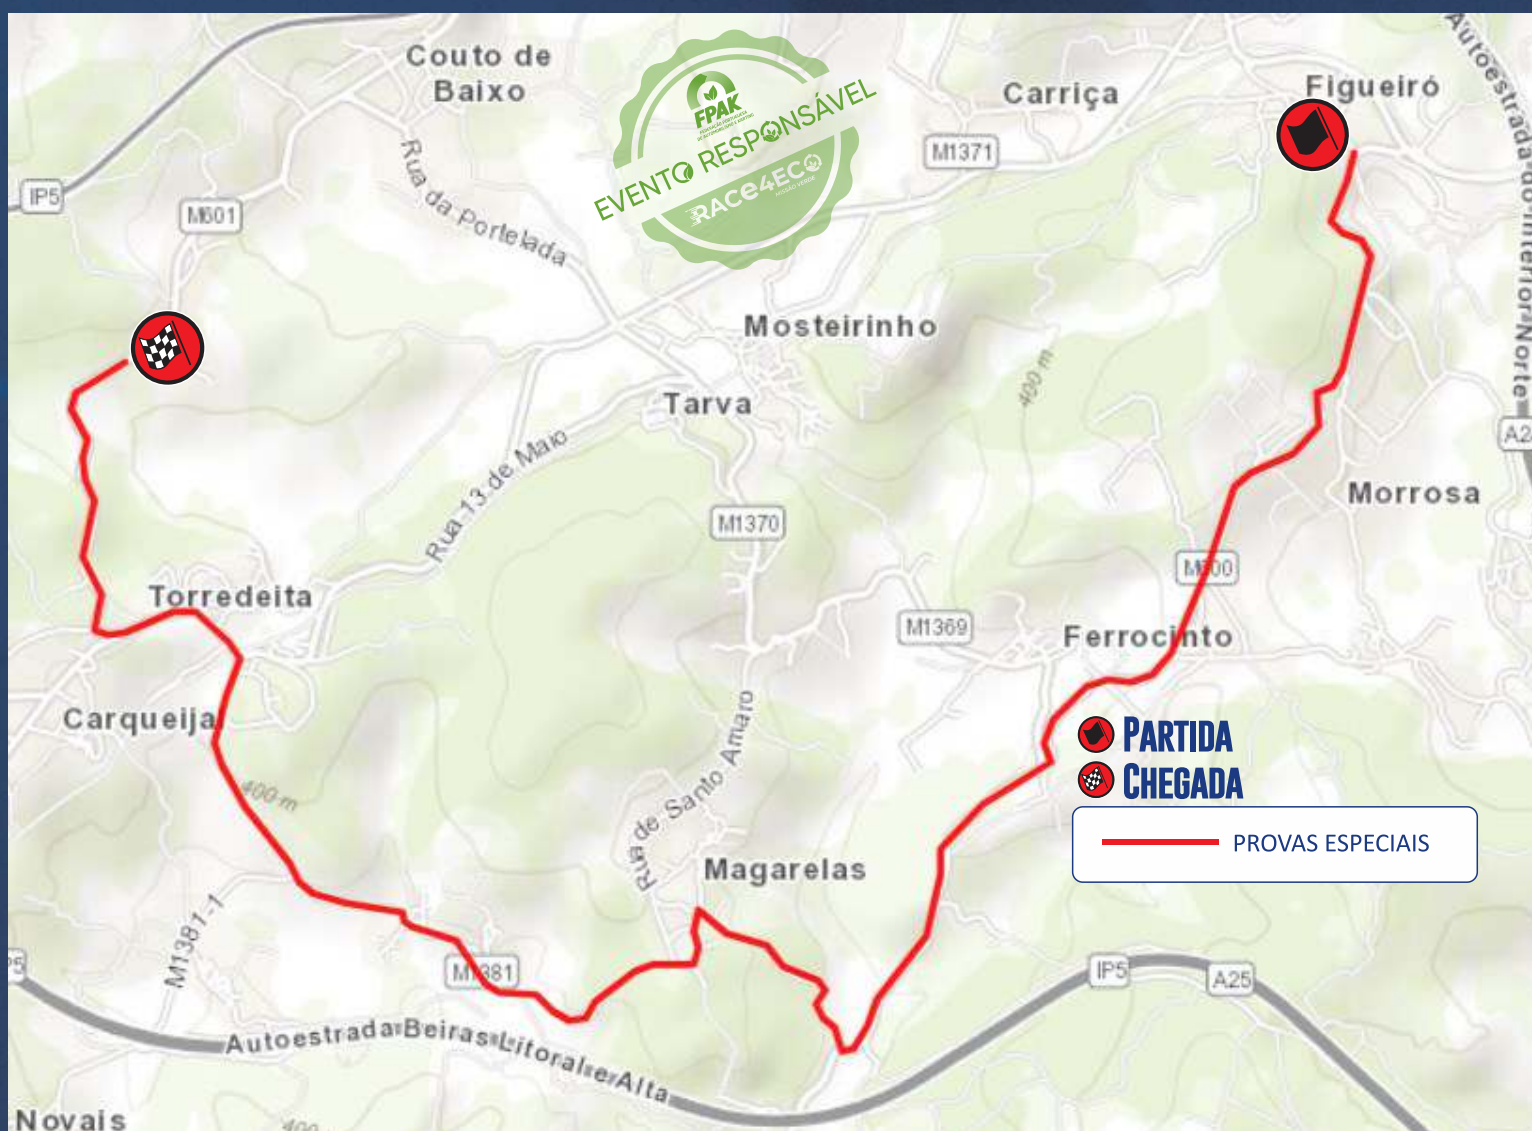 Couto de
Baixo
Carriça
Figueiró
Autoestrada do Interior Norte
FPAK
EVENTO RESPONSÁVEL
RACE4ECO
M1371
IP5
M601
Rua da Portelada
Mosteirinho
400 m
Tarva
A2
Rua 13 de Maio
Morrosa
M1370
M600
Torredeita
M1369
Ferrocinto
Carqueija
Rua de Santo Amaro
PARTIDA
CHEGADA
400 m
PROVAS ESPECIAIS
Magarelas
M1381-1
M1381
IP5
A25
Autoestrada Beiras Litoral e Alta
Novais
400